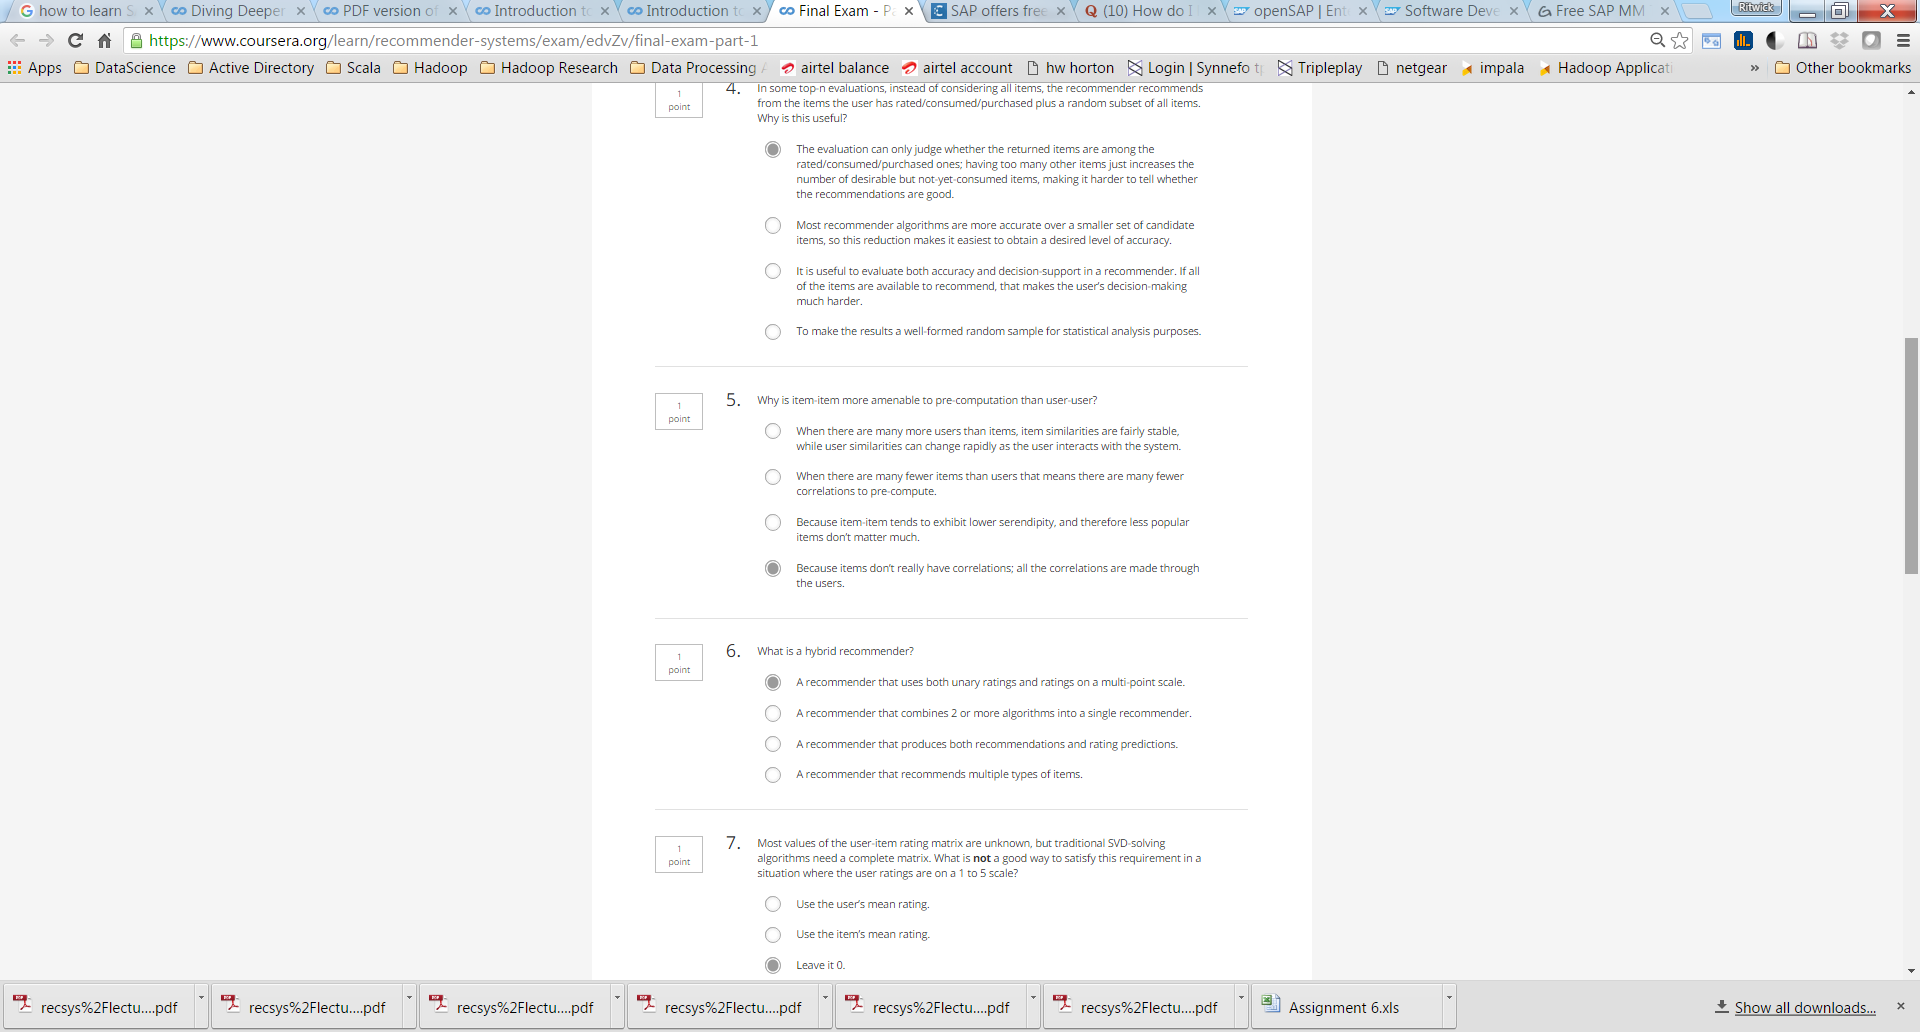 how to learn S
Diving Deeper
PDF version of
Introduction to
Introduction to
Final Exam - Pa
SAP offers free
(10) How do I
openSAP | Ente
Software Deve
Free SAP MM
Ritwick
https://www.coursera.org/learn/recommender-systems/exam/edvZv/final-exam-part-1
Apps
DataScience
Active Directory
Scala
Hadoop
Hadoop Research
Data Processing
airtel balance
airtel account
hw horton
Login | Synnefo
Tripleplay
netgear
impala
Hadoop Applicati
»
Other bookmarks
1
point
4.
In some top-n evaluations, instead of considering all items, the recommender recommends
from the items the user has rated/consumed/purchased plus a random subset of all items.
Why is this useful?
The evaluation can only judge whether the returned items are among the
rated/consumed/purchased ones; having too many other items just increases the
number of desirable but not-yet-consumed items, making it harder to tell whether
the recommendations are good.
Most recommender algorithms are more accurate over a smaller set of candidate
items, so this reduction makes it easiest to obtain a desired level of accuracy.
It is useful to evaluate both accuracy and decision-support in a recommender. If all
of the items are available to recommend, that makes the user's decision-making
much harder.
To make the results a well-formed random sample for statistical analysis purposes.
1
point
5.
Why is item-item more amenable to pre-computation than user-user?
When there are many more users than items, item similarities are fairly stable,
while user similarities can change rapidly as the user interacts with the system.
When there are many fewer items than users that means there are many fewer
correlations to pre-compute.
Because item-item tends to exhibit lower serendipity, and therefore less popular
items don't matter much.
Because items don't really have correlations; all the correlations are made through
the users.
1
point
6.
What is a hybrid recommender?
A recommender that uses both unary ratings and ratings on a multi-point scale.
A recommender that combines 2 or more algorithms into a single recommender.
A recommender that produces both recommendations and rating predictions.
A recommender that recommends multiple types of items.
1
point
7.
Most values of the user-item rating matrix are unknown, but traditional SVD-solving
algorithms need a complete matrix. What is not a good way to satisfy this requirement in a
situation where the user ratings are on a 1 to 5 scale?
Use the user's mean rating.
Use the item's mean rating.
Leave it 0.
recsys%2Flectu....pdf
recsys%2Flectu....pdf
recsys%2Flectu....pdf
recsys%2Flectu....pdf
recsys%2Flectu....pdf
recsys%2Flectu....pdf
Assignment 6.xls
Show all downloads...